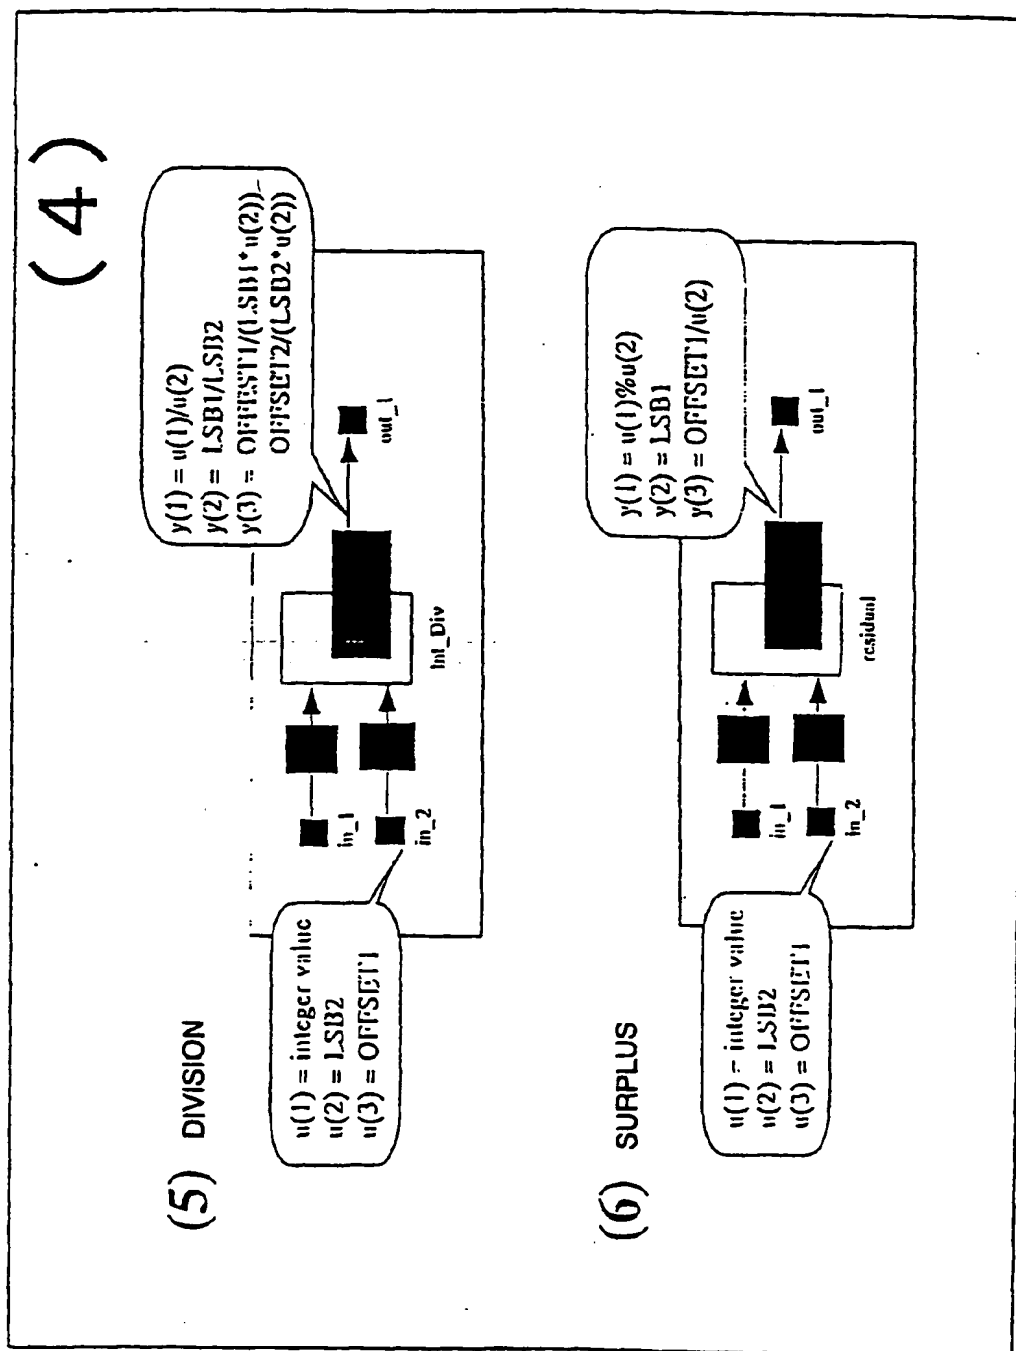 (4)
(5) DIVISION
y(1) = u(1)/u(2)
y(2) = LSB1/LSB2
y(3) = OFFEST1/(LSB1*u(2))-
OFFSET2/(LSB2*u(2))
u(1) = integer value
u(2) = LSB2
u(3) = OFFSET1
in_1
in_2
Int_Div
out_1
(6) SURPLUS
y(1) = u(1)%u(2)
y(2) = LSB1
y(3) = OFFSET1/u(2)
u(1) = integer value
u(2) = LSB2
u(3) = OFFSET1
in_1
in_2
residual
out_1